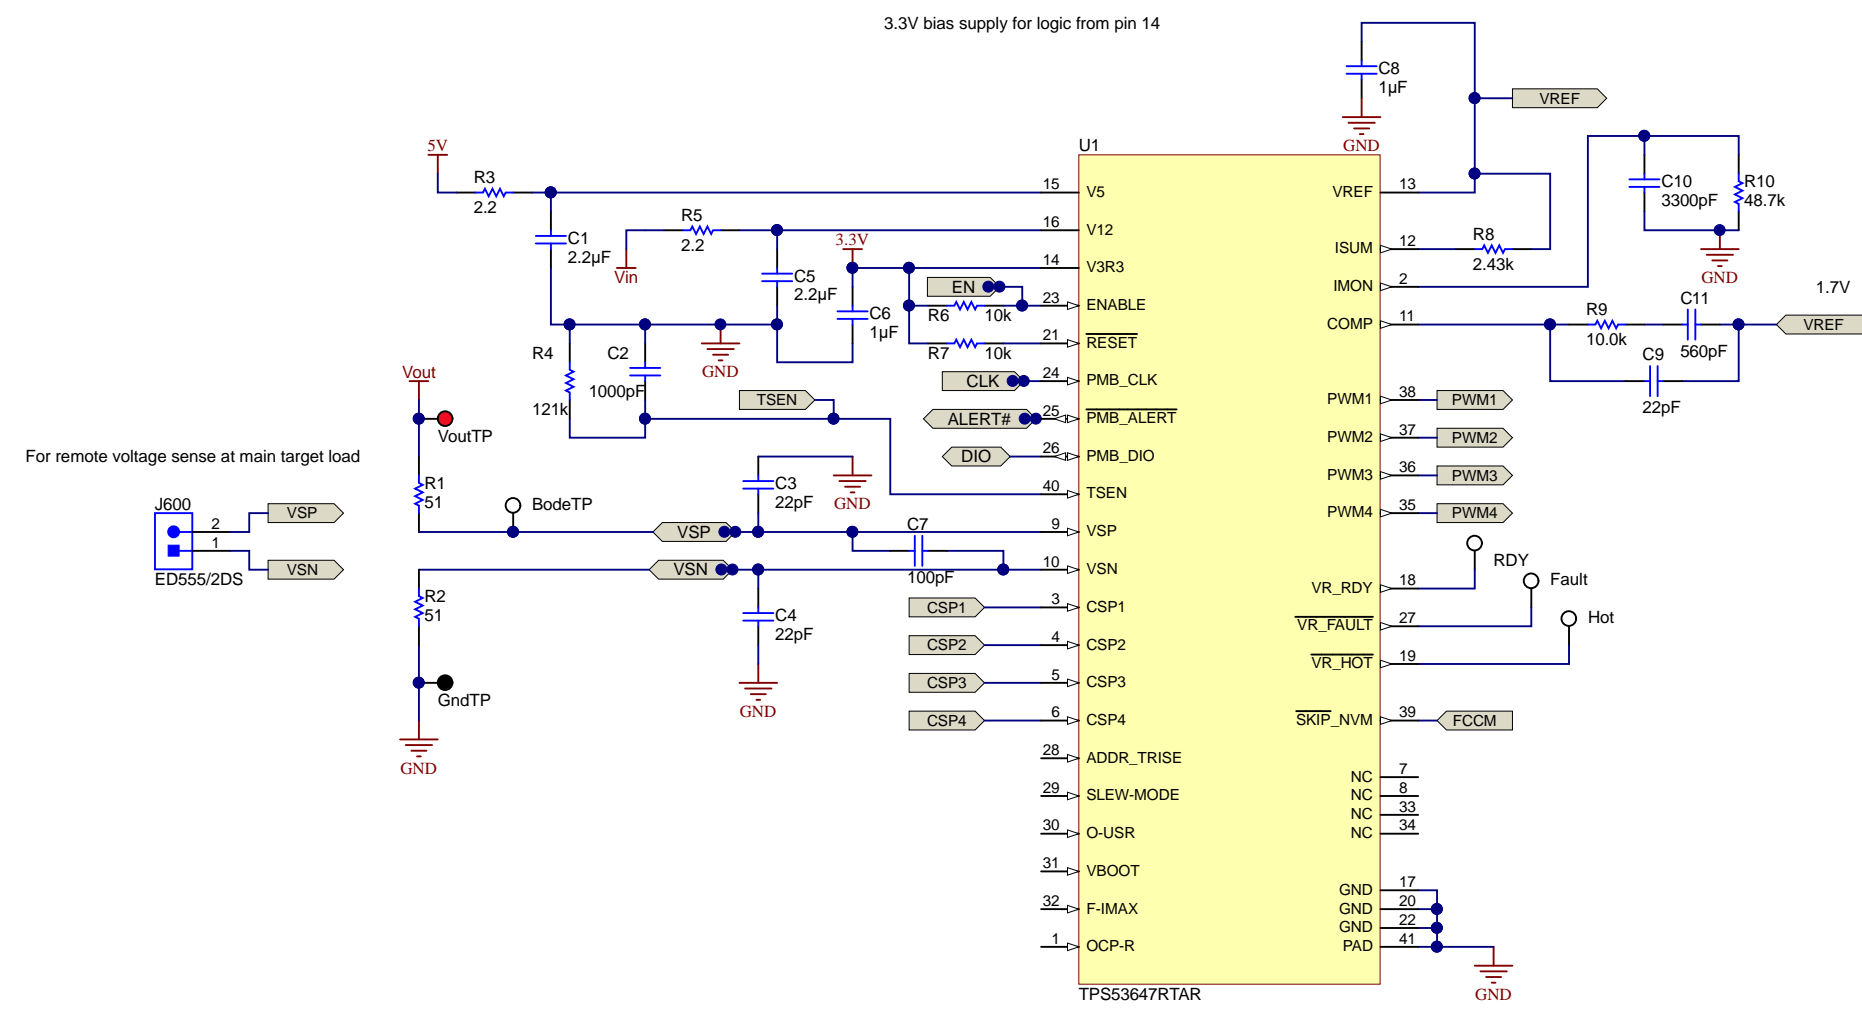 3.3V bias supply for logic from pin 14
C8
1µF
GND
VREF
U1
5V
R3
2.2
15
V5
VREF
13
C10
3300pF
R10
48.7k
GND
C1
2.2µF
R5
2.2
Vin
16
V12
3.3V
14
V3R3
C5
2.2µF
C6
1µF
EN
R6
10k
23
ENABLE
R7
10k
21
RESET
ISUM
12
R8
2.43k
IMON
2
COMP
11
R9
10.0k
C11
560pF
C9
22pF
1.7V
VREF
R4
121k
C2
1000pF
GND
CLK
24
PMB_CLK
TSEN
ALERT#
25
PMB_ALERT
DIO
26
PMB_DIO
40
TSEN
PWM1
38
PWM1
PWM2
37
PWM2
PWM3
36
PWM3
PWM4
35
PWM4
Vout
VoutTP
For remote voltage sense at main target load
J600
2
1
ED555/2DS
VSP
VSN
R1
51
BodeTP
C3
22pF
GND
VSP
9
VSP
C7
100pF
VSN
10
VSN
R2
51
C4
22pF
GND
GndTP
GND
CSP1
3
CSP1
CSP2
4
CSP2
CSP3
5
CSP3
CSP4
6
CSP4
RDY
VR_RDY
18
Fault
VR_FAULT
27
Hot
VR_HOT
19
SKIP_NVM
39
FCCM
28
ADDR_TRISE
29
SLEW-MODE
30
O-USR
31
VBOOT
32
F-IMAX
1
OCP-R
NC
7
NC
8
NC
33
NC
34
GND
17
GND
20
GND
22
PAD
41
GND
TPS53647RTAR